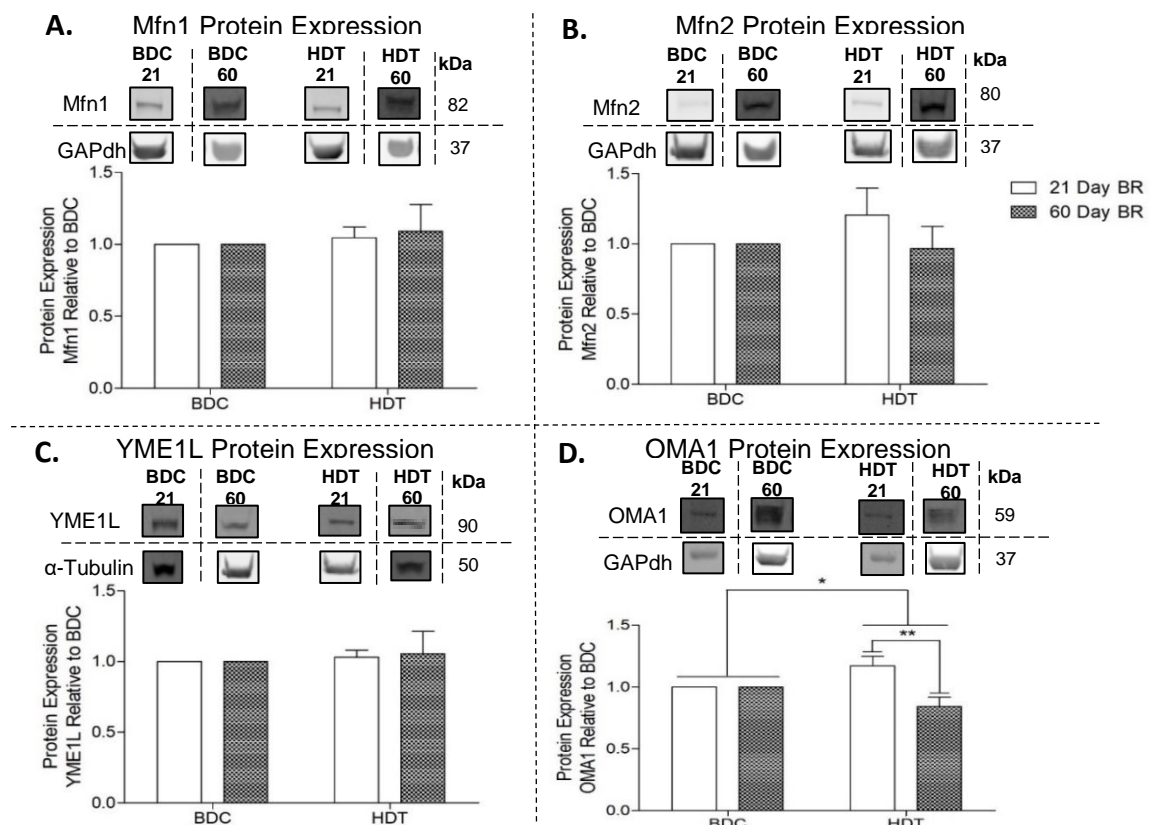 A.
Mfn1 Protein Expression
BDC 21
BDC 60
HDT 21
HDT 60
kDa
Mfn1
82
GAPdh
37
Protein Expression
Mfn1 Relative to BDC
1.5
1.0
0.5
0.0
BDC
HDT
B.
Mfn2 Protein Expression
BDC 21
BDC 60
HDT 21
HDT 60
kDa
Mfn2
80
GAPdh
37
Protein Expression
Mfn2 Relative to BDC
1.5
1.0
0.5
0.0
BDC
HDT
21 Day BR
60 Day BR
C.
YME1L Protein Expression
BDC 21
BDC 60
HDT 21
HDT 60
kDa
YME1L
90
α-Tubulin
50
Protein Expression
YME1L Relative to BDC
1.5
1.0
0.5
0.0
BDC
HDT
D.
OMA1 Protein Expression
BDC 21
BDC 60
HDT 21
HDT 60
kDa
OMA1
59
GAPdh
37
*
**
Protein Expression
OMA1 Relative to BDC
1.5
1.0
0.5
0.0
BDC
HDT